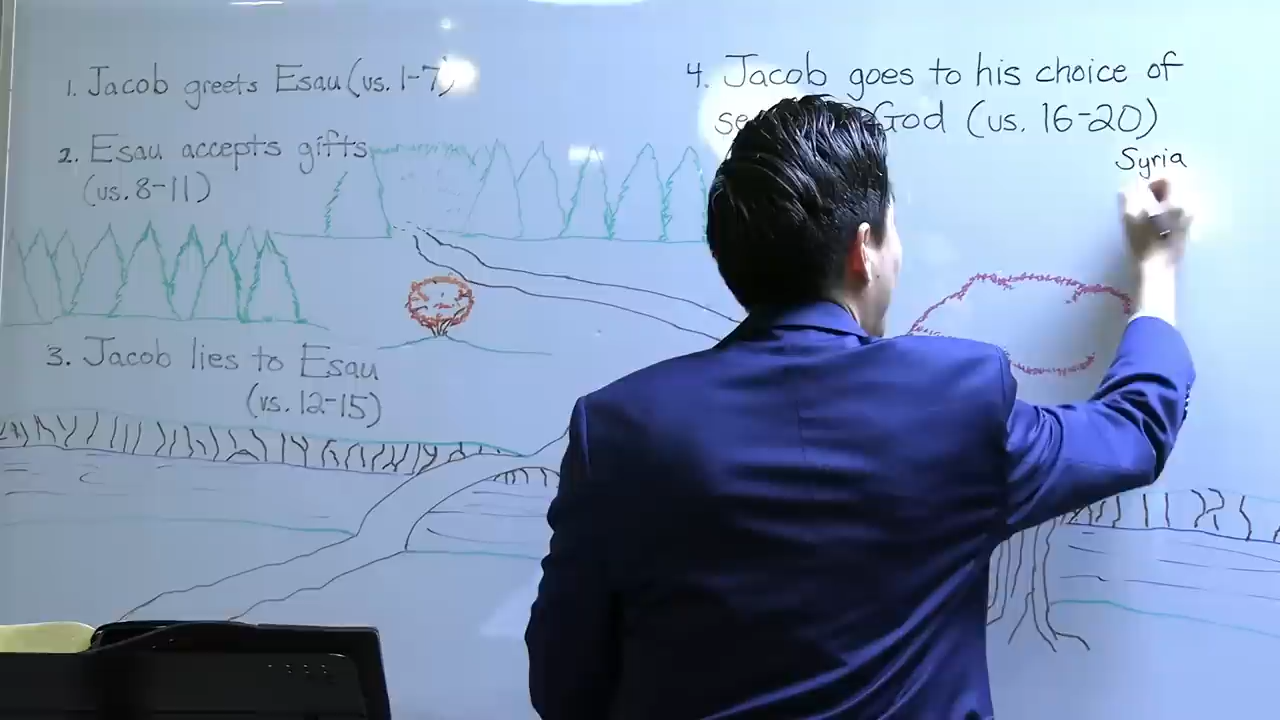 1. Jacob greets Esau (vs. 1-7)
2. Esau accepts gifts
(vs. 8-11)
3. Jacob lies to Esau
(vs. 12-15)
4. Jacob goes to his choice of
God (vs. 16-20)
Syria